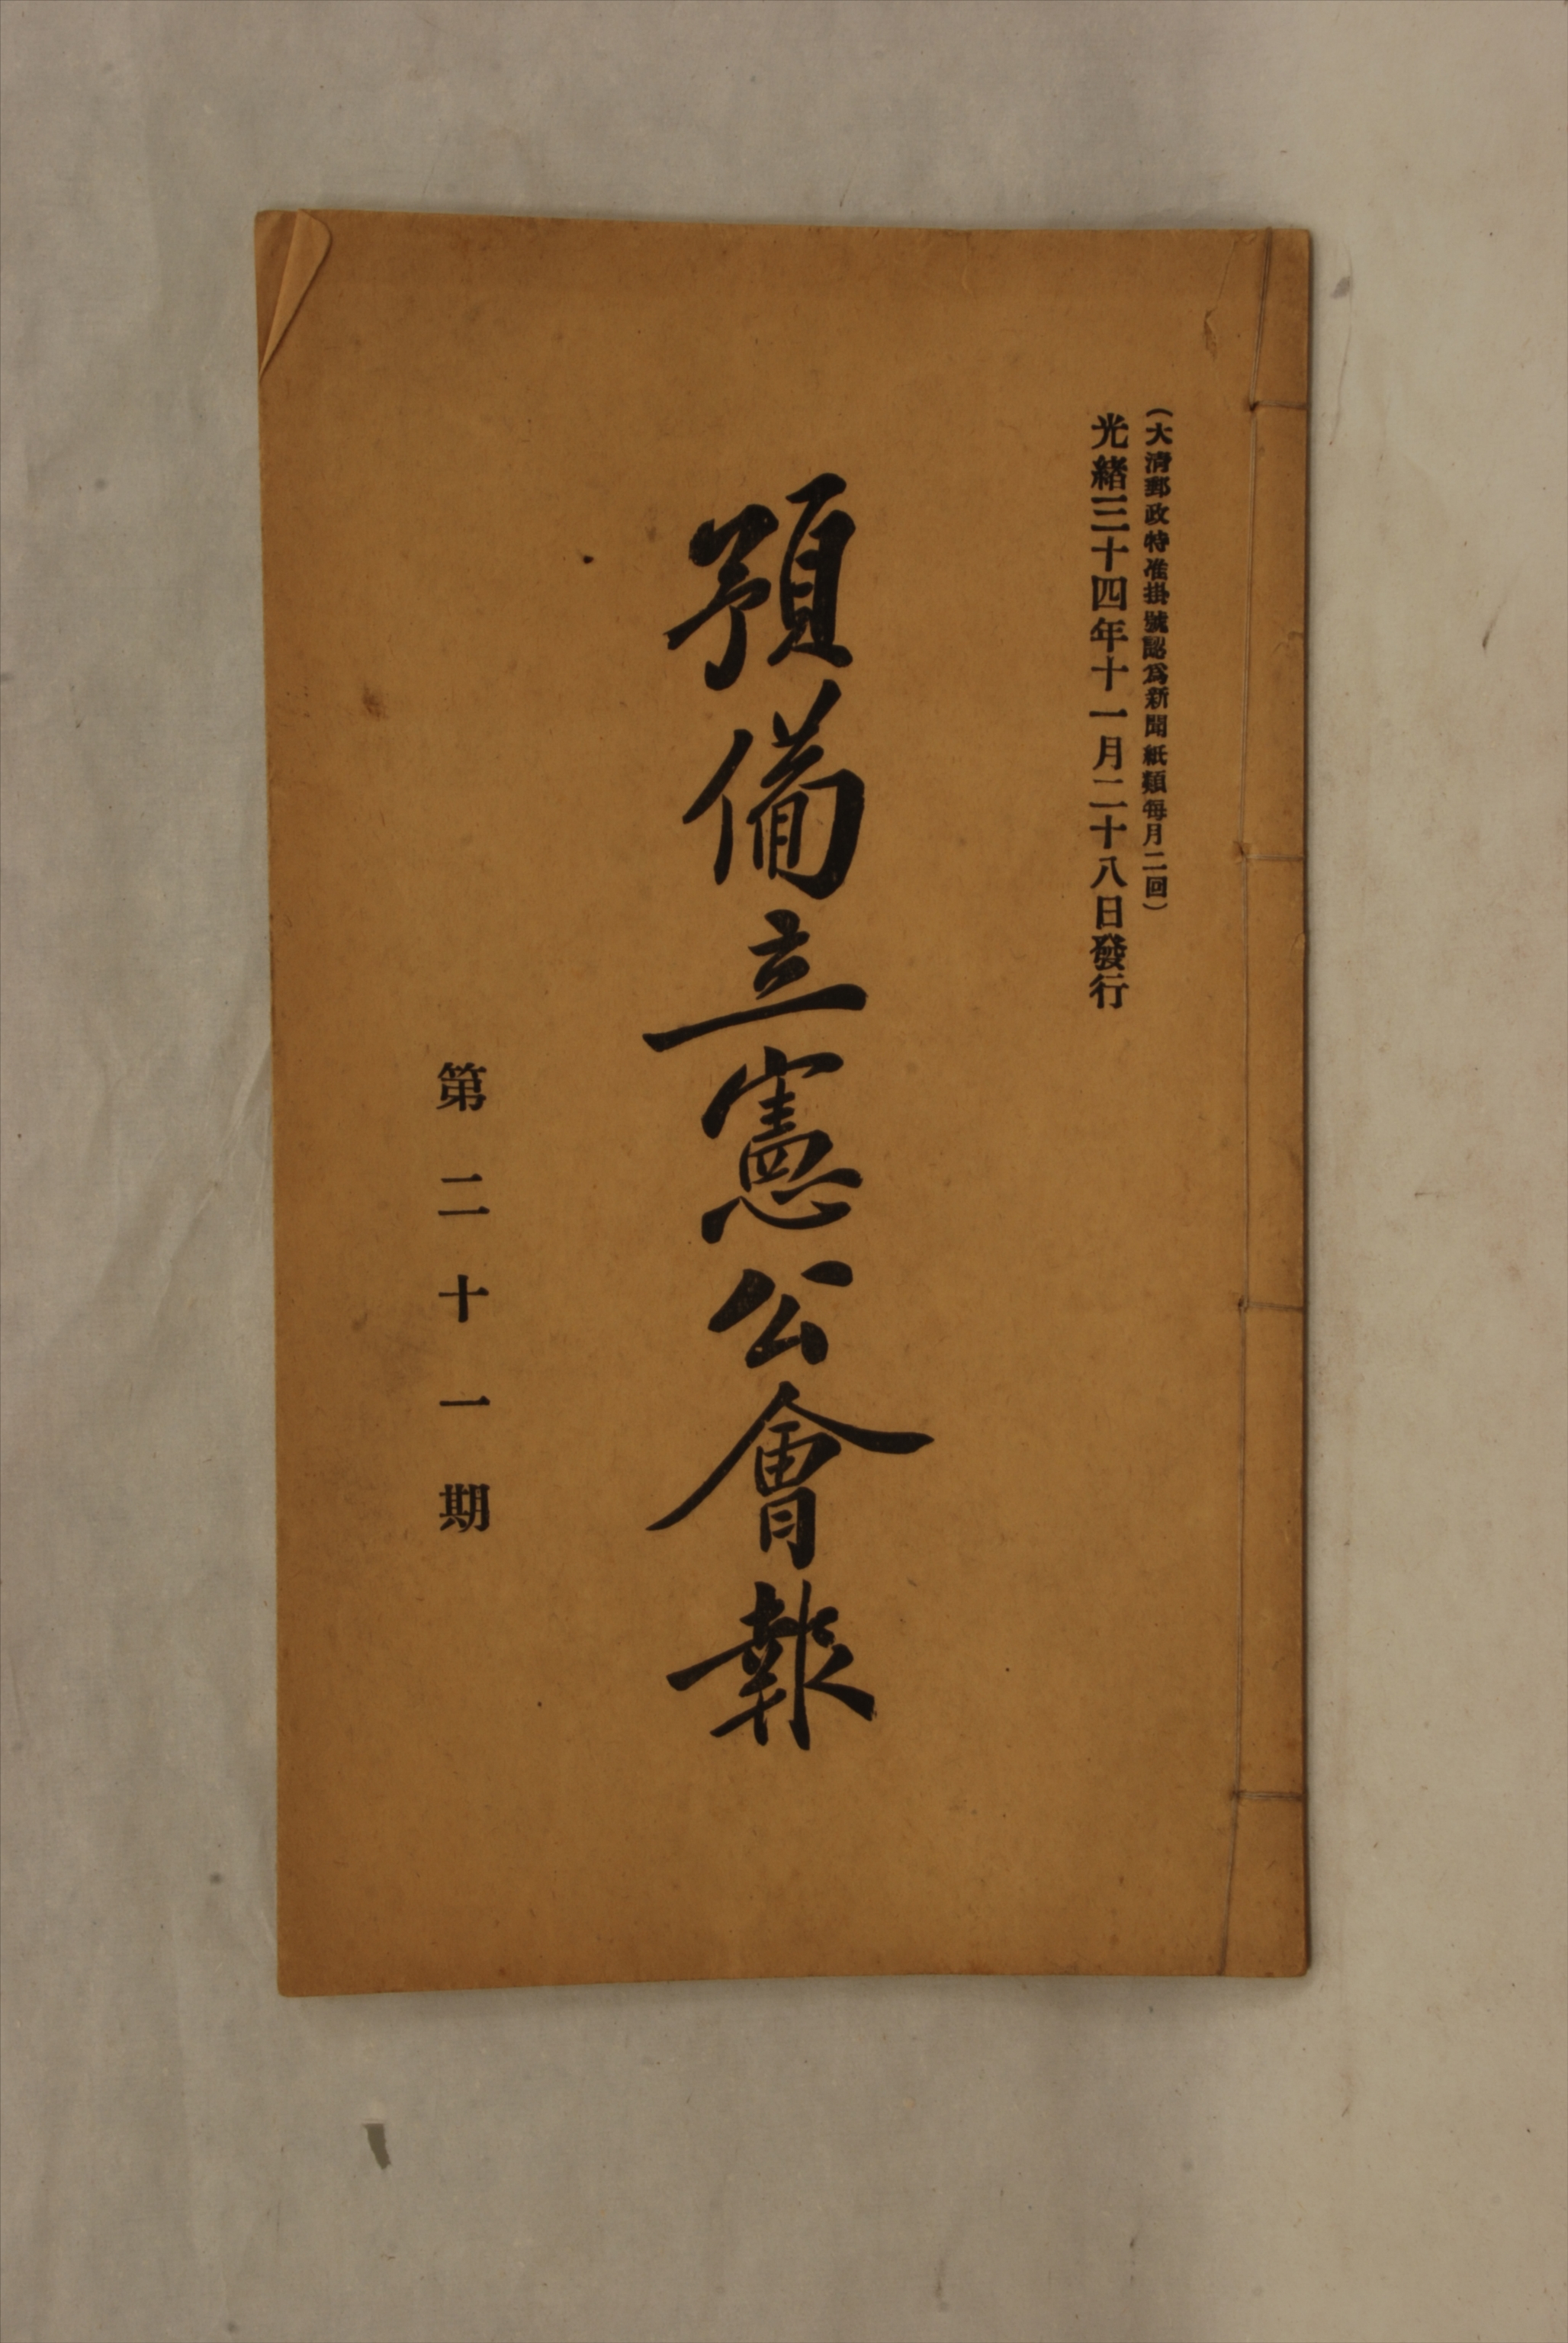 （大清郵政特准掛號認爲新聞紙類每月二回）
光緒三十四年十一月二十八日發行
預備立憲公會報
第二十一期